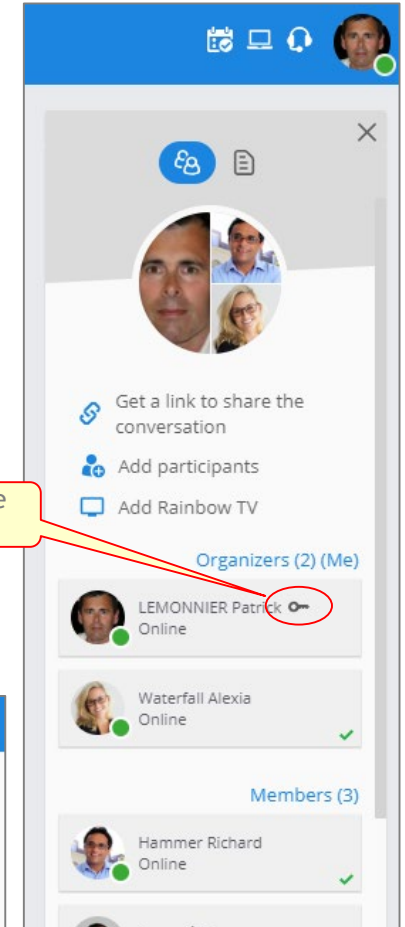 Get a link to share the
conversation
Add participants
Add Rainbow TV
Organizers (2) (Me)
LEMONNIER Patrick
Online
Waterfall Alexia
Online
Members (3)
Hammer Richard
Online